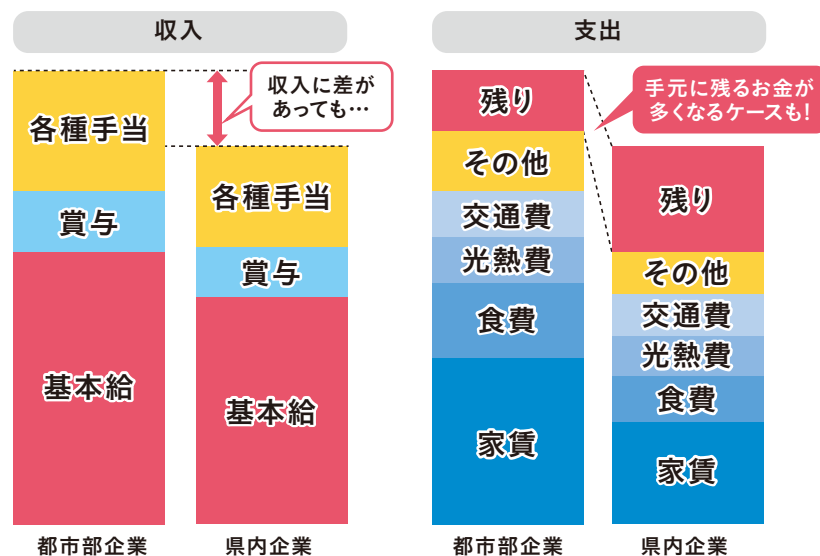 収入
各種手当
賞与
基本給
都市部企業
収入に差が
あっても…
各種手当
賞与
基本給
県内企業
支出
残り
その他
交通費
光熱費
食費
家賃
都市部企業
手元に残るお金が
多くなるケースも!
残り
その他
交通費
光熱費
食費
家賃
県内企業